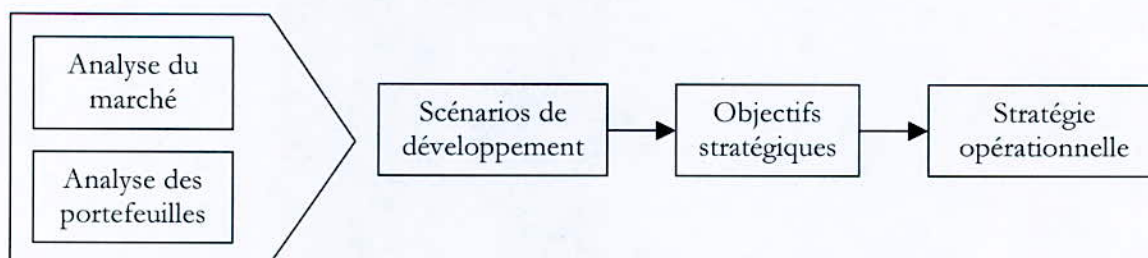 Analyse du
marché
Analyse des
portefeuilles
Scénarios de
développement
Objectifs
stratégiques
Stratégie
opérationnelle